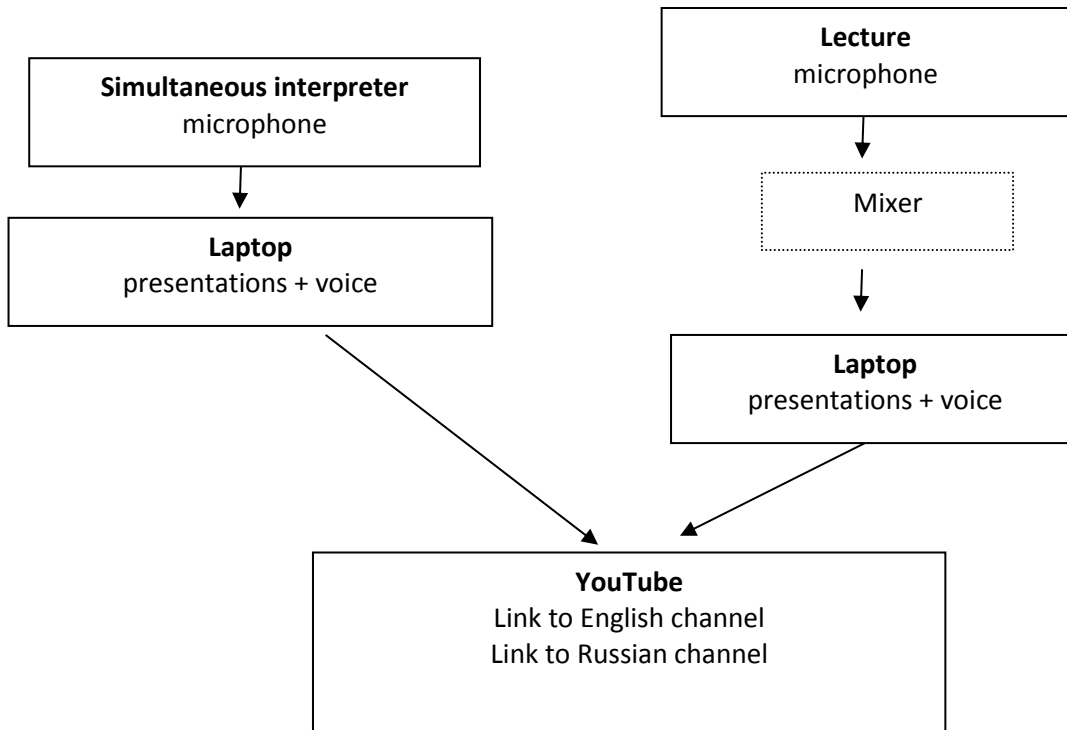 Simultaneous interpreter
microphone
Laptop
presentations + voice
Lecture
microphone
Mixer
Laptop
presentations + voice
YouTube
Link to English channel
Link to Russian channel